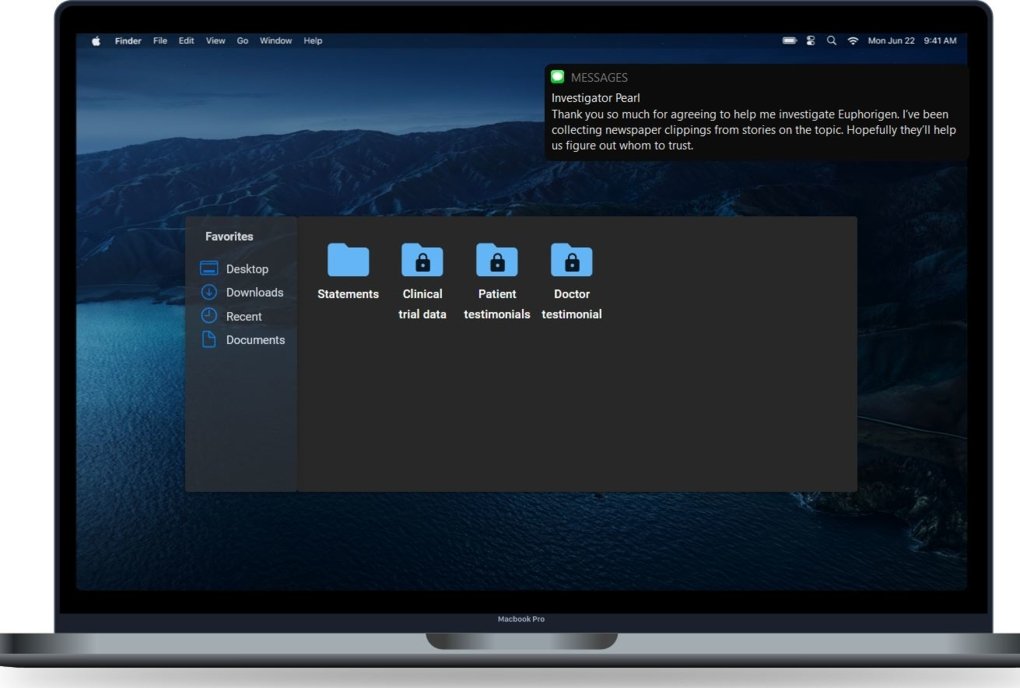 Finder File Edit View Go Window Help Mon Jun 22 9:41 AM
MESSAGES
Investigator Pearl
Thank you so much for agreeing to help me investigate Euphorigen. I've been
collecting newspaper clippings from stories on the topic. Hopefully they'll help
us figure out whom to trust.
Favorites
Desktop
Downloads
Recent
Documents
Statements
Clinical
trial data
Patient
testimonials
Doctor
testimonial
Macbook Pro